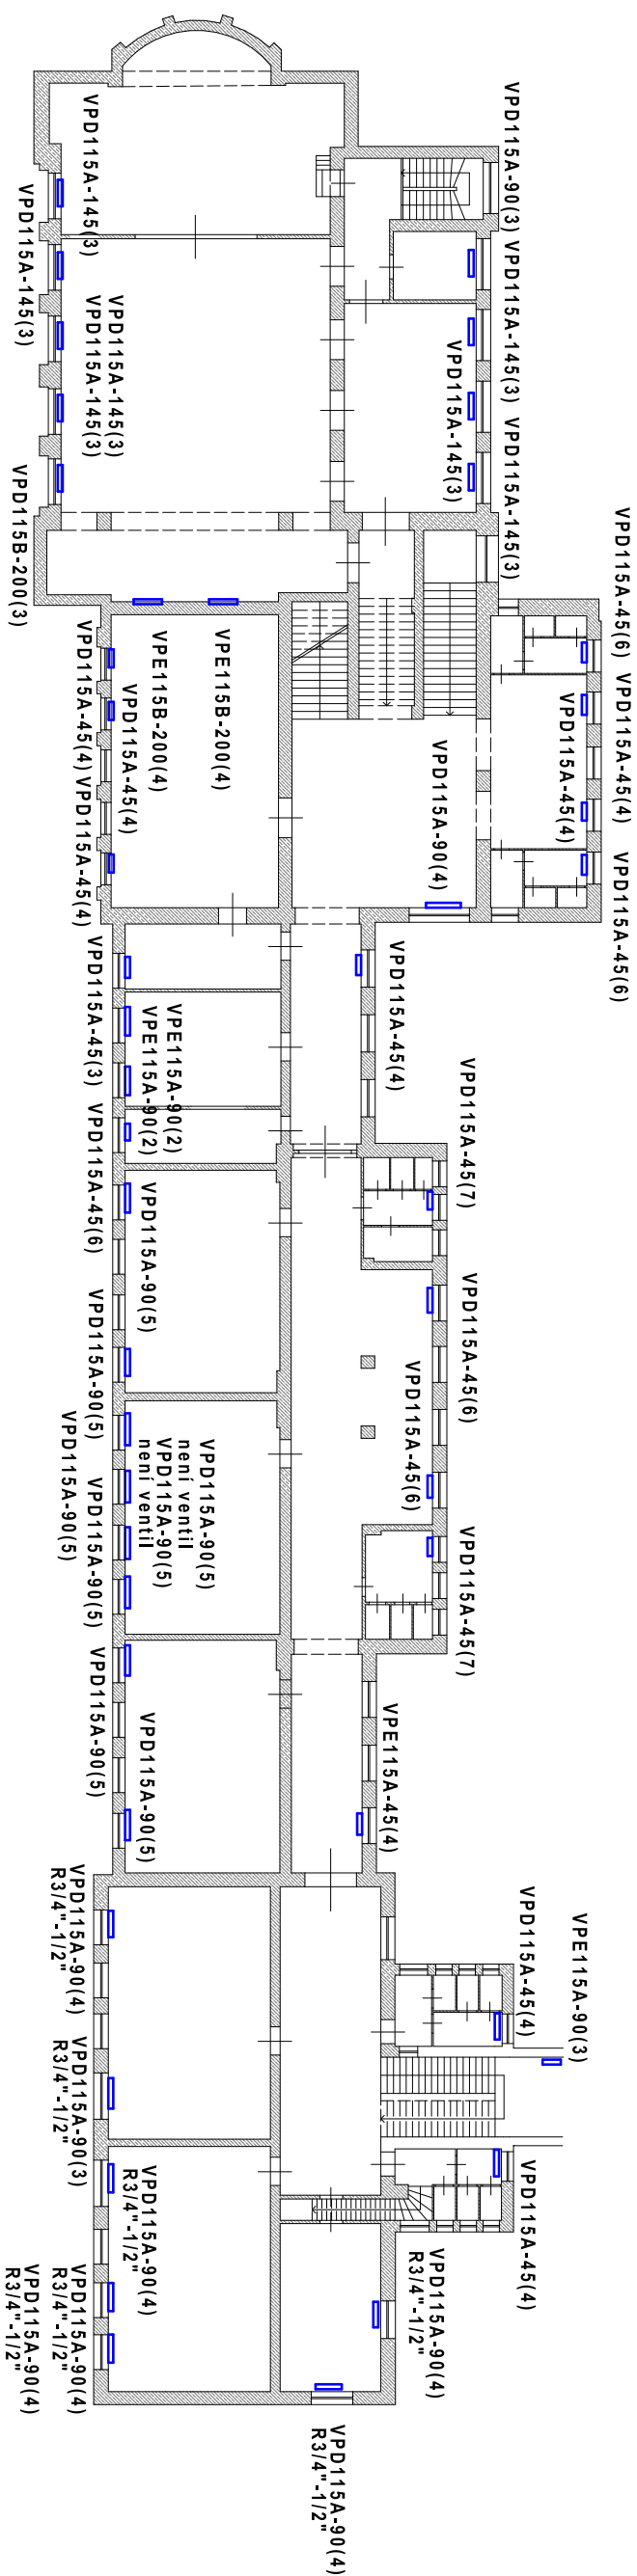 VPD115A-90(3)
VPD115A-145(3)
VPD115A-145(3)
VPD115A-145(3)
VPD115A-145(3)
VPD115A-145(3)
VPD115A-145(3)
VPD115A-145(3)
VPD115B-200(3)
VPD115A-45(6)
VPD115A-45(4)
VPD115A-45(4)
VPD115A-45(6)
VPE115B-200(4)
VPE115B-200(4)
VPD115A-90(4)
VPD115A-45(4)
VPD115A-45(4)
VPD115A-45(4)
VPD115A-45(4)
VPD115A-45(3)
VPE115A-90(2)
VPE115A-90(2)
VPD115A-45(6)
VPD115A-45(7)
VPD115A-90(5)
VPD115A-90(5)
VPD115A-45(6)
VPD115A-45(6)
VPD115A-90(5)
není ventil
VPD115A-90(5)
není ventil
VPD115A-90(5)
VPD115A-90(5)
VPD115A-45(7)
VPD115A-90(5)
VPD115A-90(5)
VPE115A-45(4)
VPD115A-90(4)
R3/4"-1/2"
VPD115A-45(4)
VPE115A-90(3)
VPD115A-90(3)
R3/4"-1/2"
VPD115A-90(4)
R3/4"-1/2"
VPD115A-45(4)
VPD115A-90(4)
R3/4"-1/2"
VPD115A-90(4)
R3/4"-1/2"
VPD115A-90(4)
R3/4"-1/2"
VPD115A-90(4)
R3/4"-1/2"